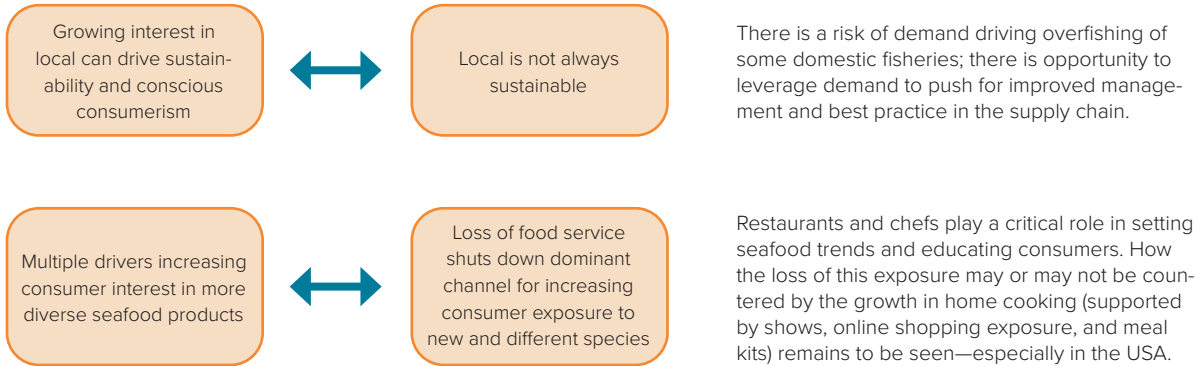 Growing interest in
local can drive sustain-
ability and conscious
consumerism
Local is not always
sustainable
There is a risk of demand driving overfishing of
some domestic fisheries; there is opportunity to
leverage demand to push for improved manage-
ment and best practice in the supply chain.
Multiple drivers increasing
consumer interest in more
diverse seafood products
Loss of food service
shuts down dominant
channel for increasing
consumer exposure to
new and different species
Restaurants and chefs play a critical role in setting
seafood trends and educating consumers. How
the loss of this exposure may or may not be coun-
tered by the growth in home cooking (supported
by shows, online shopping exposure, and meal
kits) remains to be seen—especially in the USA.